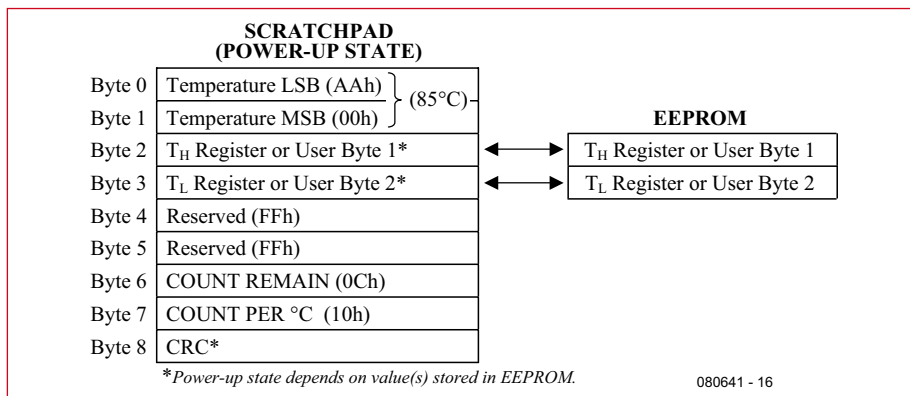 SCRATCHPAD
(POWER-UP STATE)
Byte 0 Temperature LSB (AAh)
(85°C)
Byte 1 Temperature MSB (00h)
EEPROM
Byte 2 TH Register or User Byte 1* TH Register or User Byte 1
Byte 3 TL Register or User Byte 2* TL Register or User Byte 2
Byte 4 Reserved (FFh)
Byte 5 Reserved (FFh)
Byte 6 COUNT REMAIN (0Ch)
Byte 7 COUNT PER °C (10h)
Byte 8 CRC*
*Power-up state depends on value(s) stored in EEPROM.
080641 - 16